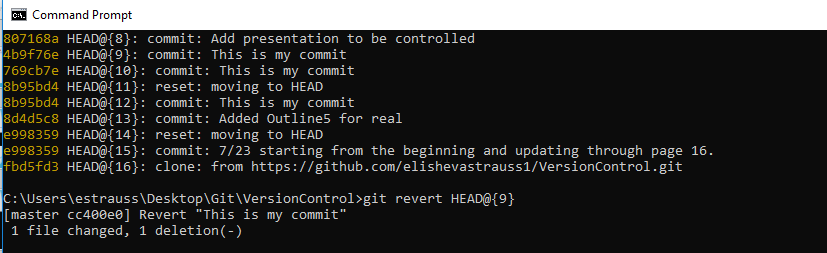 Command Prompt
807168a HEAD@{8}: commit: Add presentation to be controlled
4b9f76e HEAD@{9}: commit: This is my commit
769cb7e HEAD@{10}: commit: This is my commit
8b95bd4 HEAD@{11}: reset: moving to HEAD
8b95bd4 HEAD@{12}: commit: This is my commit
8d4d5c8 HEAD@{13}: commit: Added Outline5 for real
e998359 HEAD@{14}: reset: moving to HEAD
e998359 HEAD@{15}: commit: 7/23 starting from the beginning and updating through page 16.
fbd5fd3 HEAD@{16}: clone: from https://github.com/elishevastrauss1/VersionControl.git
C:\Users\estrauss\Desktop\Git\VersionControl>git revert HEAD@{9}
[master cc400e0] Revert "This is my commit"
 1 file changed, 1 deletion(-)